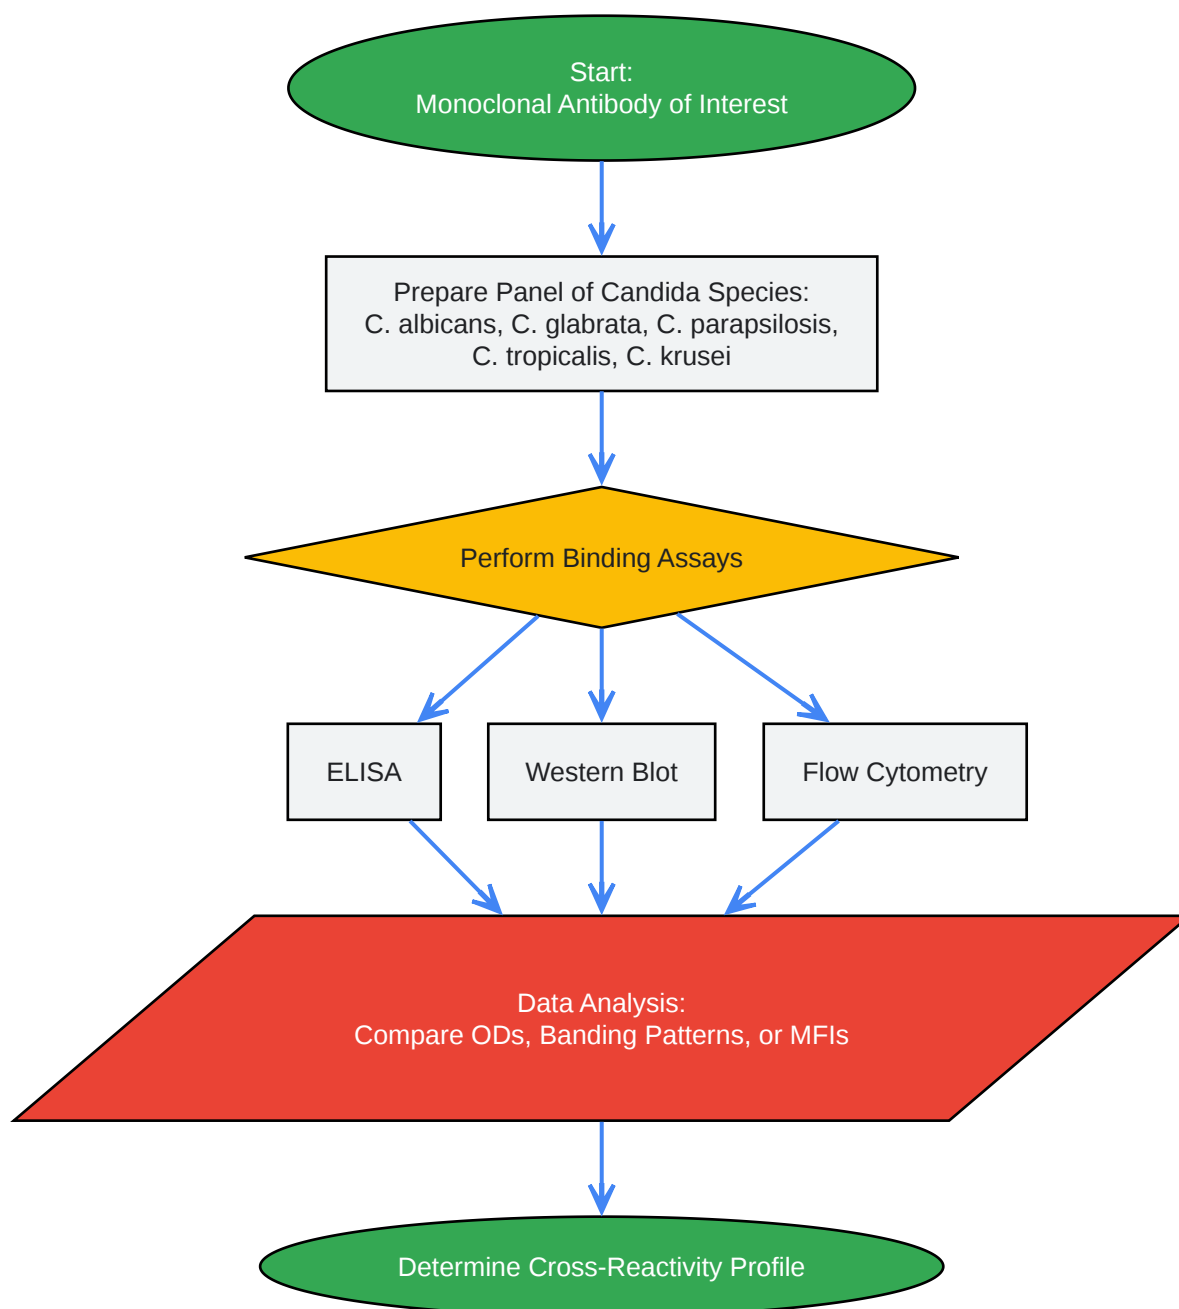 Start:
Monoclonal Antibody of Interest
Prepare Panel of Candida Species:
C. albicans, C. glabrata, C. parapsilosis,
C. tropicalis, C. krusei
Perform Binding Assays
ELISA
Western Blot
Flow Cytometry
Data Analysis:
Compare ODs, Banding Patterns, or MFIs
Determine Cross-Reactivity Profile